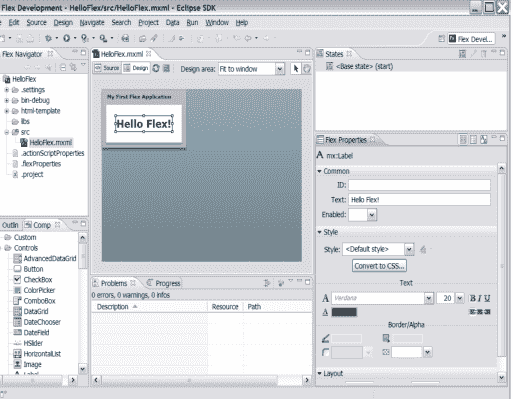 Flex Development - HelloFlex/src/HelloFlex.mxml - Eclipse SDK
Edit Source Design Navigate Search Project Data Run Window Help
Flex Devel...
Flex Navigator
HelloFlex
.settings
bin-debug
html-template
libs
src
HelloFlex.mxml
.actionScriptProperties
.flexProperties
.project
Outlin Comp
Custom
Controls
AdvancedDataGrid
Button
CheckBox
ColorPicker
ComboBox
DataGrid
DateChooser
DateField
HSlider
HorizontalList
Image
HelloFlex.mxml
Source Design Design area: Fit to window
My First Flex Application
Hello Flex!
Problems Progress
0 errors, 0 warnings, 0 infos
Description Resource Path
States
<Base state> (start)
Flex Properties
mx:Label
Common
ID:
Text: Hello Flex!
Enabled:
Style
Style: <Default style>
Convert to CSS...
Text
Verdana 20 B I U
Border/Alpha
Layout